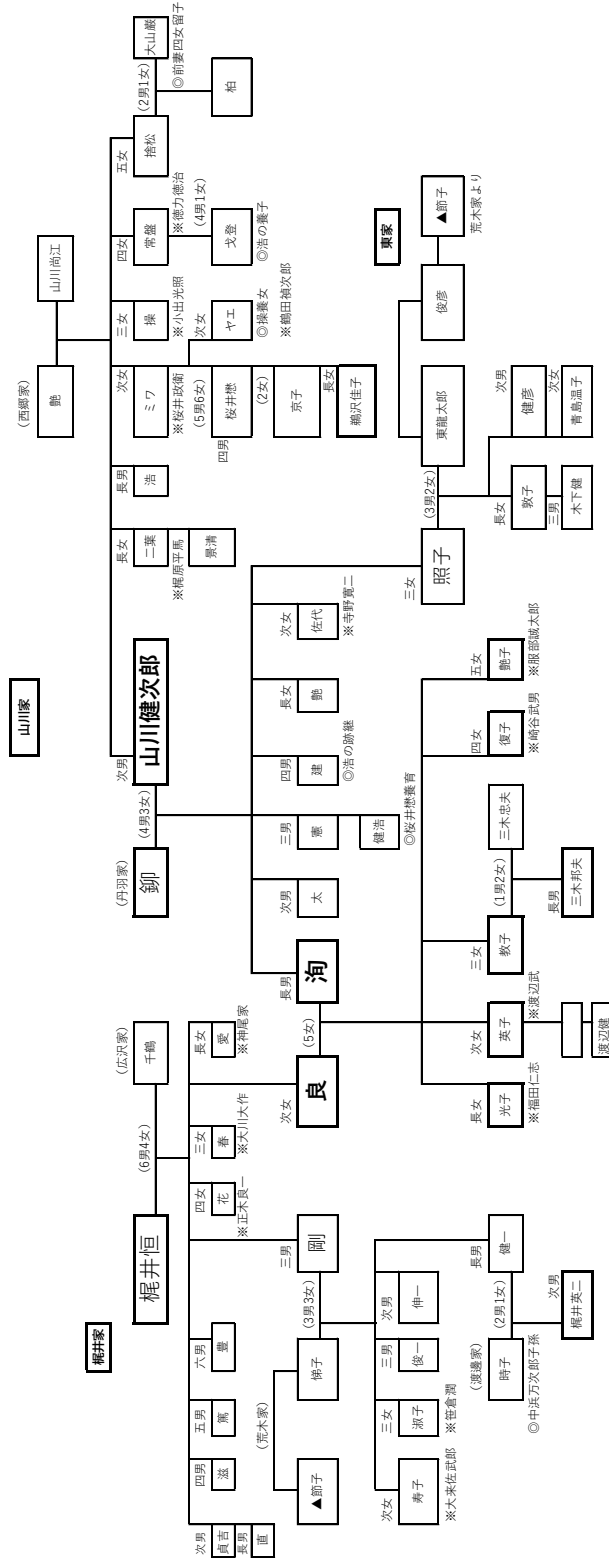 山川家
(西郷家)
艶
山川尚江
長女
二葉
※梶原平馬
景清
長男
浩
次女
ミワ
※桜井政衛
(5男6女)
四男
桜井懋
(2女)
京子
長女
鵜沢佳子
次女
ヤエ
◎操養女
※鶴田禎次郎
三女
操
※小出光照
四女
常盤
※徳力徳治
(4男1女)
戈登
◎浩の養子
五女
捨松
(2男1女)
大山巌
◎前妻四女留子
柏
次男
山川健次郎
(4男3女)
(丹羽家)
鉚
長男
洵
次男
太
三男
憲
健浩
◎桜井懋養育
四男
建
◎浩の跡継
長女
艶
次女
佐代
※寺野寛二
三女
照子
東家
東龍太郎
(3男2女)
俊彦
▲節子
荒木家より
長女
敦子
三男
木下健
次男
健彦
次女
青島温子
梶井家
梶井恒
(6男4女)
(広沢家)
千鶴
長女
愛
※神尾家
次女
良
(5女)
三女
春
※大川大作
四女
花
※正木良一
三男
剛
(3男3女)
六男
豊
五男
篤
四男
滋
次男
貞吉
長男
直
(荒木家)
悌子
▲節子
長男
健一
(2男1女)
(渡邊家)
時子
◎中浜万次郎子孫
次男
梶井英二
次男
伸一
三男
俊一
三女
淑子
※笹倉潤
次女
寿子
※大来佐武郎
長女
光子
※福田仁志
次女
英子
※渡辺武
渡辺健
三女
教子
(1男2女)
三木忠夫
長男
三木邦夫
四女
復子
※崎谷武男
五女
艶子
※服部誠太郎